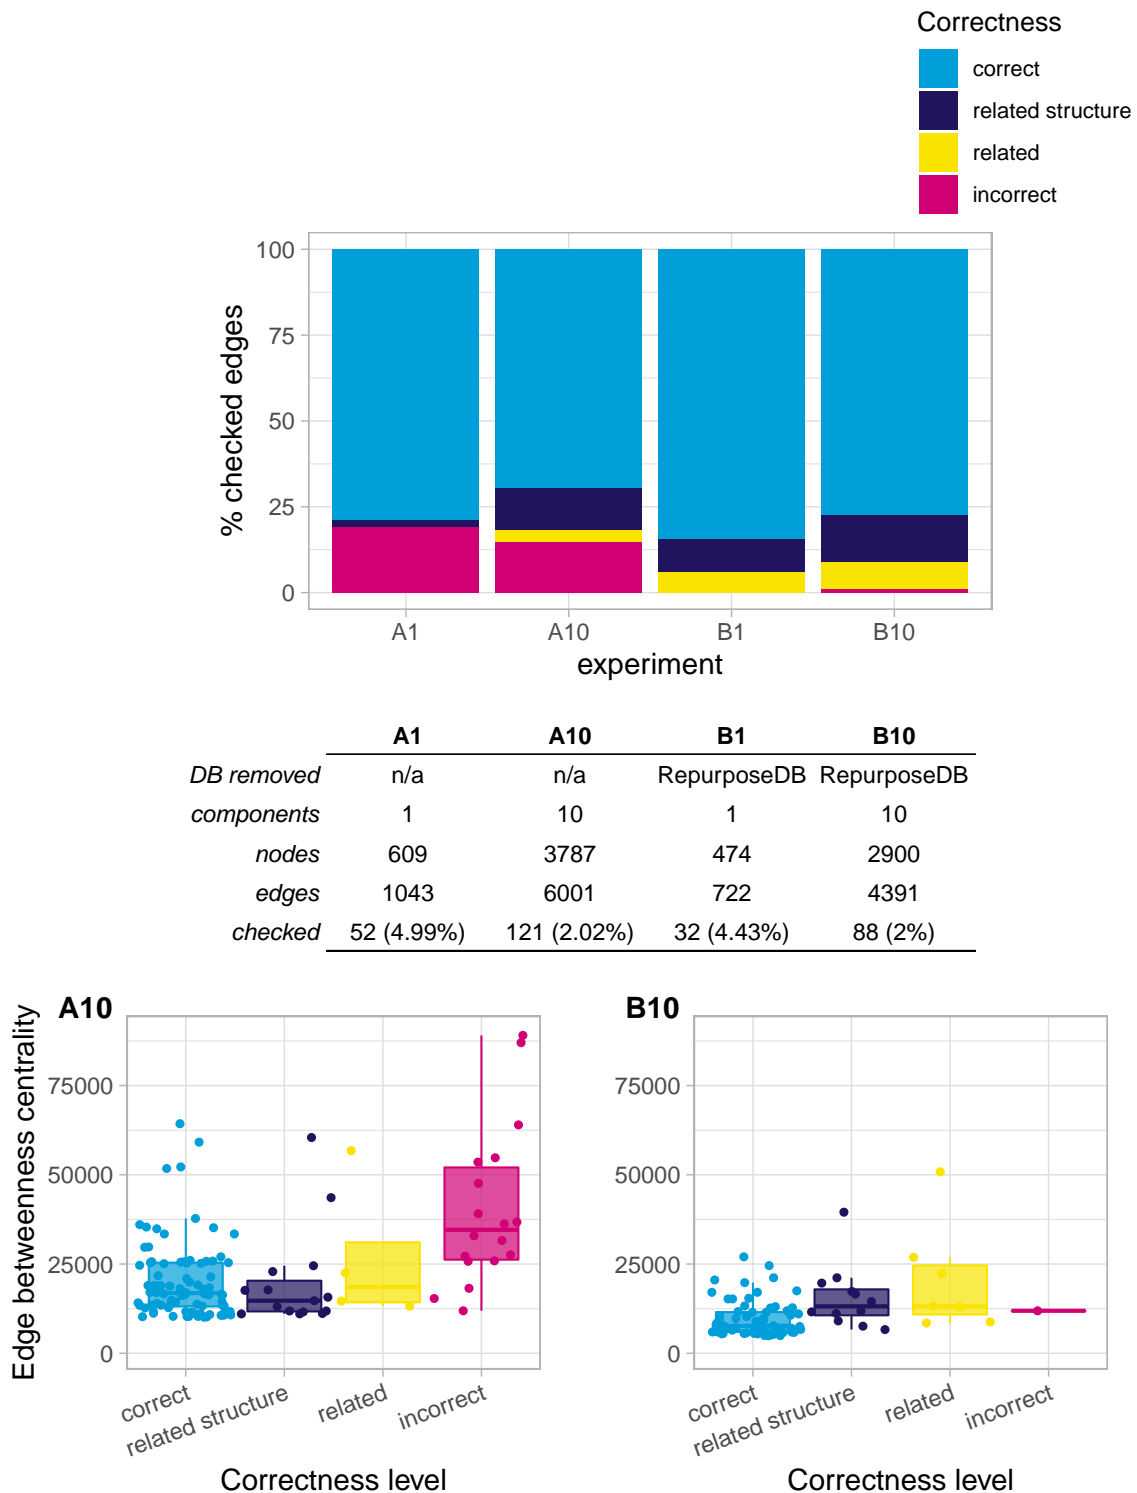 Correctness
correct
related structure
related
incorrect
100
75
50
25
0
% checked edges
A1 A10 B1 B10
experiment
A1 A10 B1 B10
DB removed n/a n/a RepurposeDB RepurposeDB
components 1 10 1 10
nodes 609 3787 474 2900
edges 1043 6001 722 4391
checked 52 (4.99%) 121 (2.02%) 32 (4.43%) 88 (2%)
A10
Edge betweenness centrality
75000
50000
25000
0
correct
related structure
related
incorrect
Correctness level
B10
75000
50000
25000
0
correct
related structure
related
incorrect
Correctness level